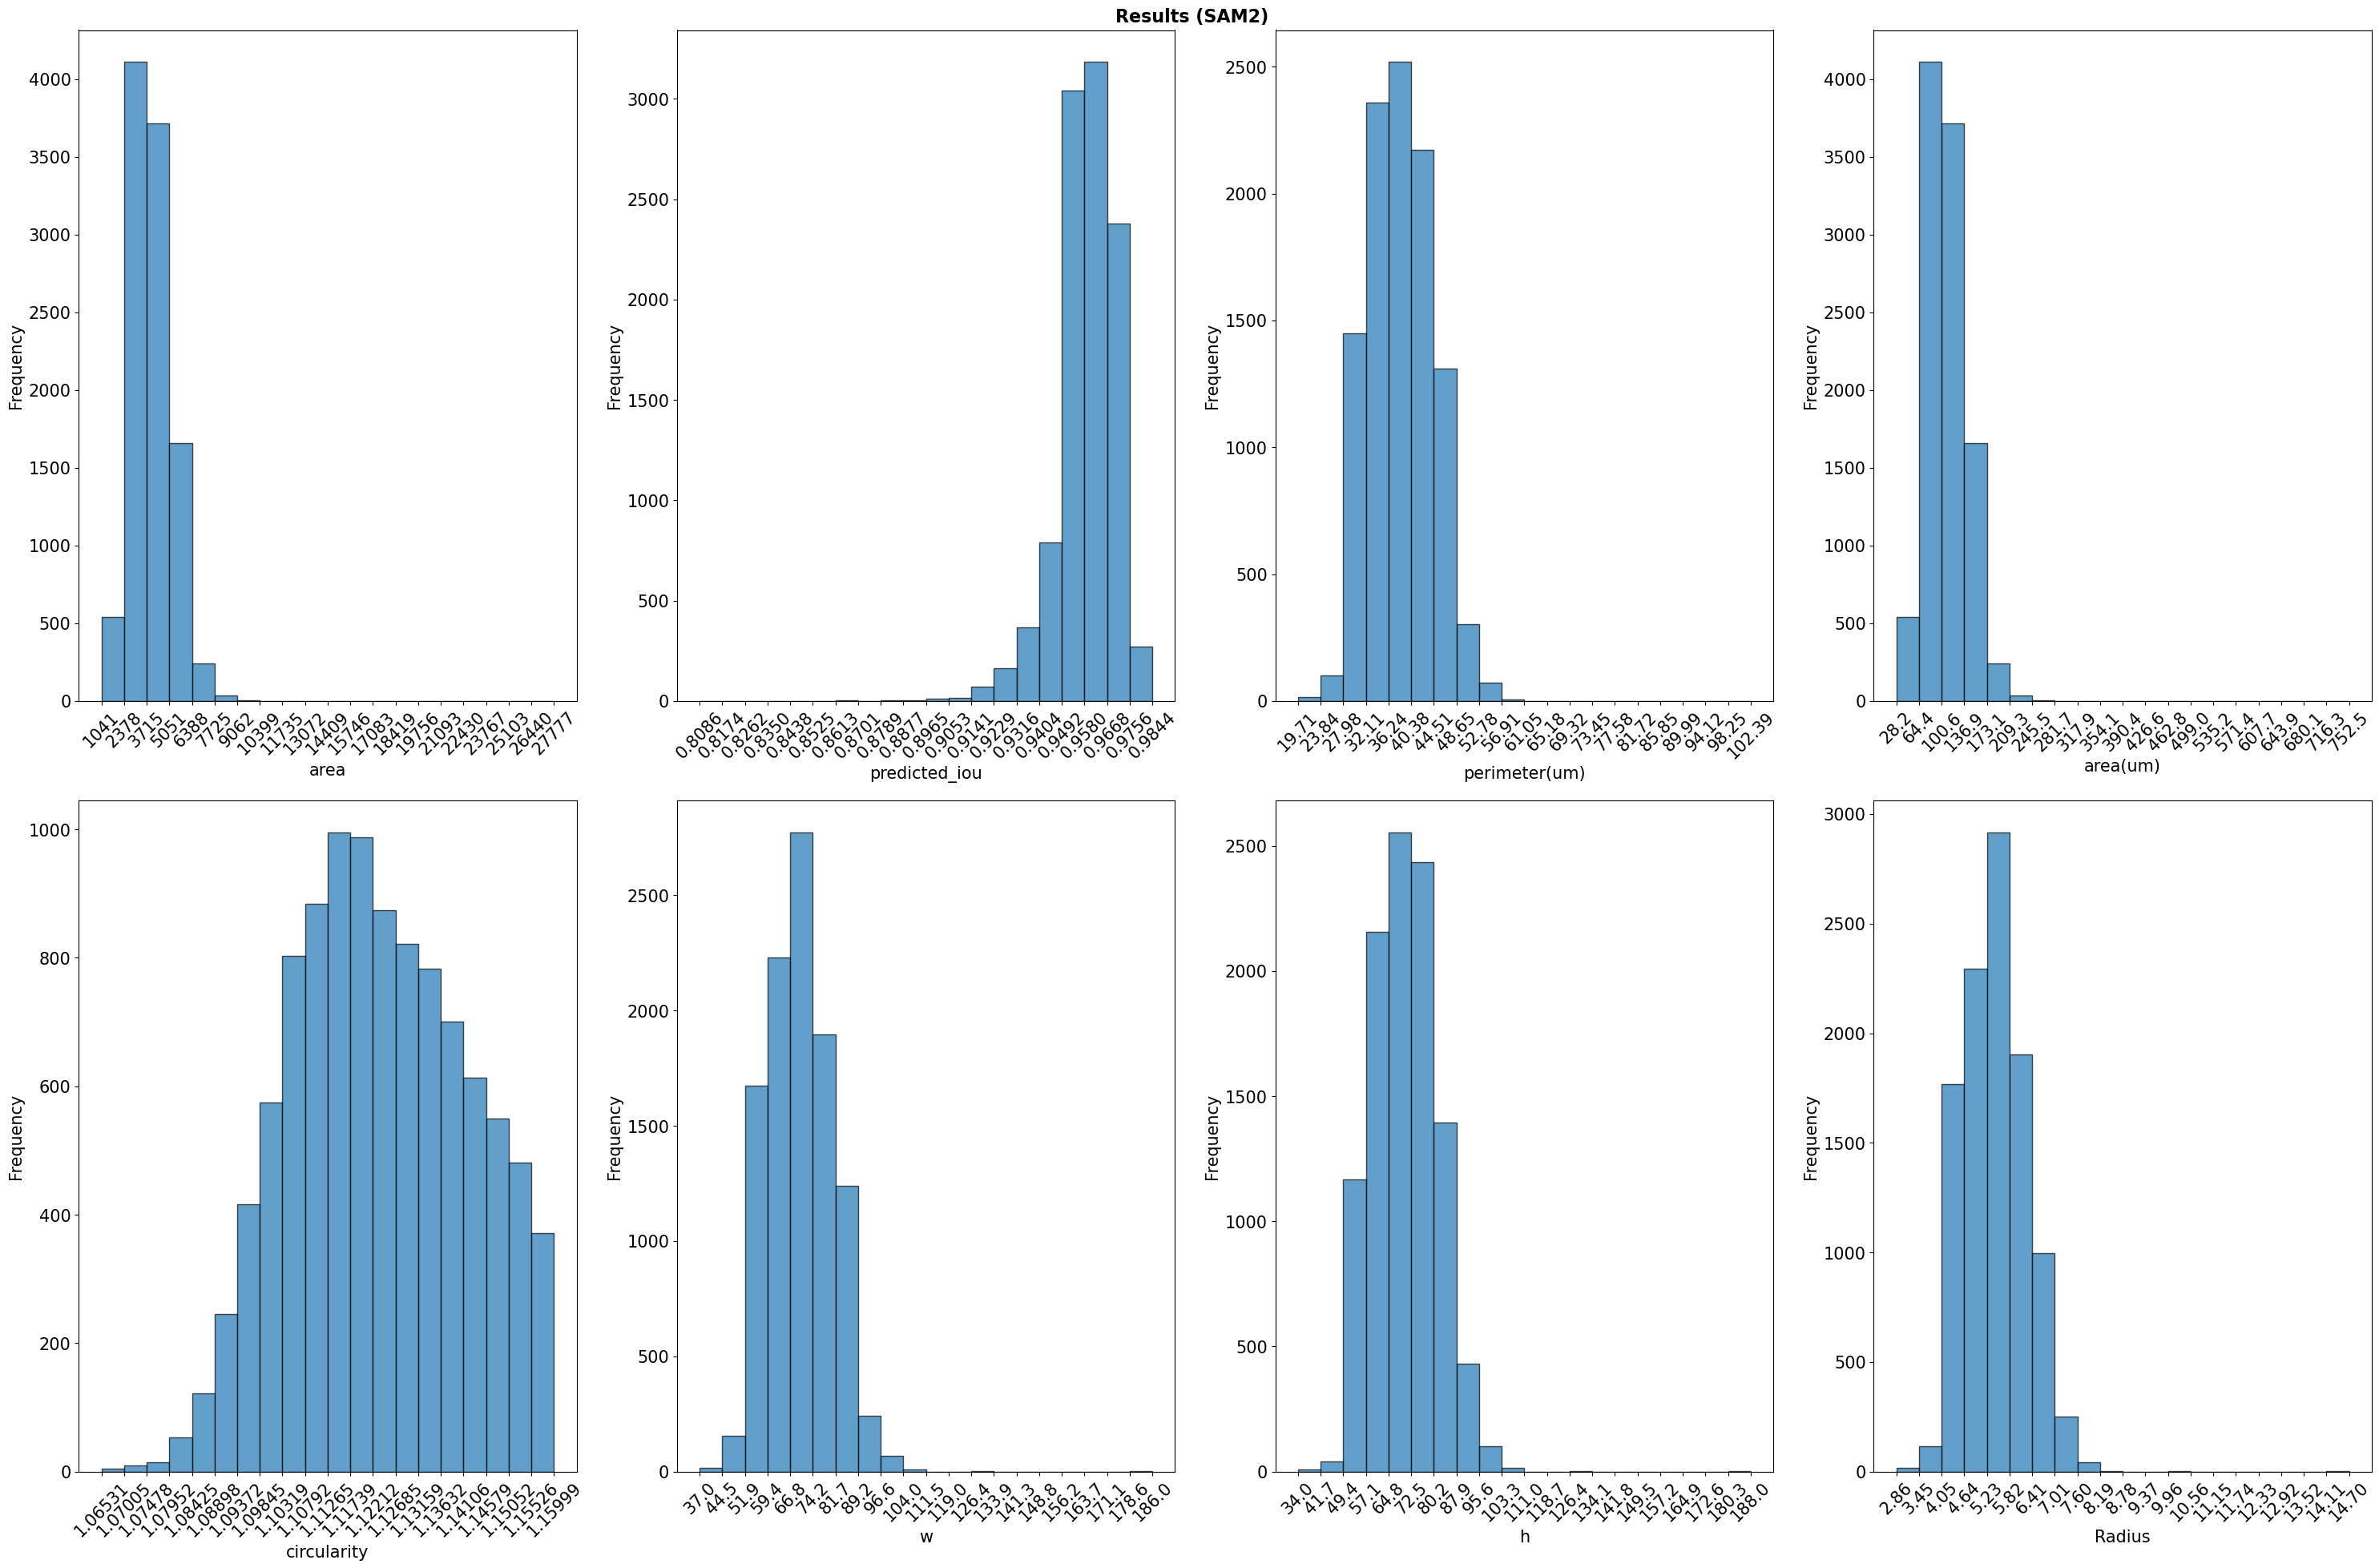 Results (SAM2)
Frequency
4000
3500
3000
2500
2000
1500
1000
500
0
1041 2378 3715 5051 6388 7725 9062 10399 11735 13072 14409 15746 17083 18419 19756 21093 22430 23767 25103 26440 27777
area
Frequency
3000
2500
2000
1500
1000
500
0
0.8086 0.8174 0.8262 0.8350 0.8438 0.8525 0.8613 0.8701 0.8789 0.8877 0.8965 0.9053 0.9141 0.9229 0.9316 0.9404 0.9492 0.9580 0.9668 0.9756 0.9844
predicted_iou
Frequency
2500
2000
1500
1000
500
0
19.71 23.84 27.98 32.11 36.24 40.38 44.51 48.65 52.78 56.91 61.05 65.18 69.32 73.45 77.58 81.72 85.85 89.99 94.12 98.25 102.39
perimeter(um)
Frequency
4000
3500
3000
2500
2000
1500
1000
500
0
28.2 64.4 100.6 136.9 173.1 209.3 245.5 281.7 317.9 354.1 390.4 426.6 462.8 499.0 535.2 571.4 607.7 643.9 680.1 716.3 752.5
area(um)
Frequency
1000
800
600
400
200
0
1.06531 1.07005 1.07478 1.07952 1.08425 1.08898 1.09372 1.09845 1.10319 1.10792 1.11265 1.11739 1.12212 1.12685 1.13159 1.13632 1.14106 1.14579 1.15052 1.15526 1.15999
circularity
Frequency
2500
2000
1500
1000
500
0
37.0 44.5 51.9 59.4 66.8 74.2 81.7 89.2 96.6 104.0 111.5 119.0 126.4 133.9 141.3 148.8 156.2 163.7 171.1 178.6 186.0
w
Frequency
2500
2000
1500
1000
500
0
34.0 41.7 49.4 57.1 64.8 72.5 80.2 87.9 95.6 103.3 111.0 118.7 126.4 134.1 141.8 149.5 157.2 164.9 172.6 180.3 188.0
h
Frequency
3000
2500
2000
1500
1000
500
0
2.86 3.45 4.05 4.64 5.23 5.82 6.41 7.01 7.60 8.19 8.78 9.37 9.96 10.56 11.15 11.74 12.33 12.92 13.52 14.11 14.70
Radius